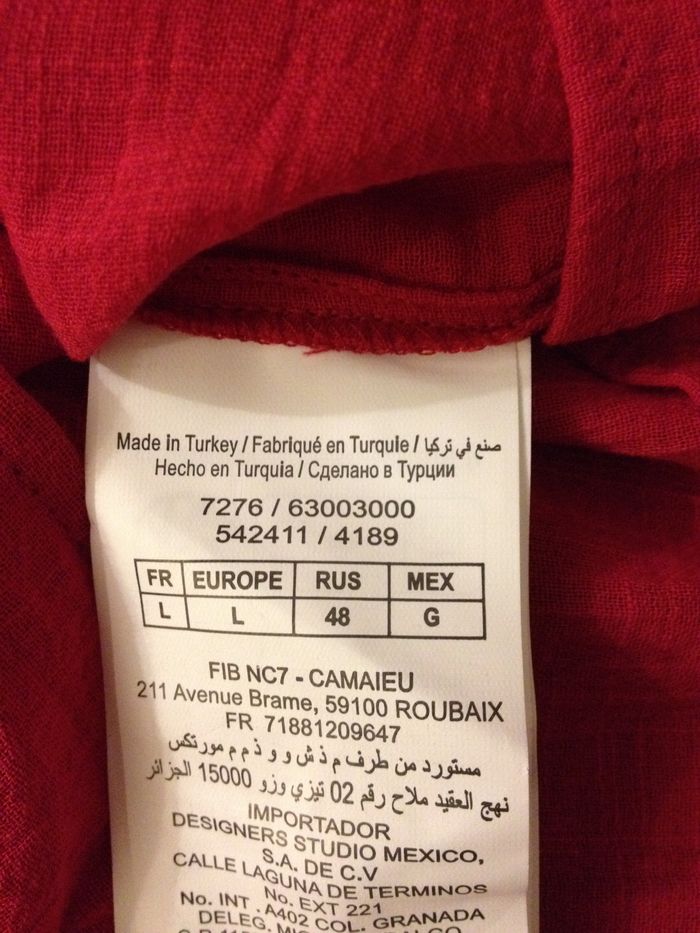 Made in Turkey / Fabriqué en Turquie / صنع في تركيا
Hecho en Turquia / Сделано в Турции
7276 / 63003000
542411 / 4189
FR EUROPE RUS MEX
L L 48 G
FIB NC7 - CAMAIEU
211 Avenue Brame, 59100 ROUBAIX
FR 71881209647
مستورد من طرف م ذ ش و و ذ م م مورتكس
نهج العقيد ملاح رقم 02 تيزي وزو 15000 الجزائر
IMPORTADOR
DESIGNERS STUDIO MEXICO,
S.A. DE C.V
CALLE LAGUNA DE TERMINOS
No. EXT 221
No. INT . A402 COL. GRANADA
DELEG.